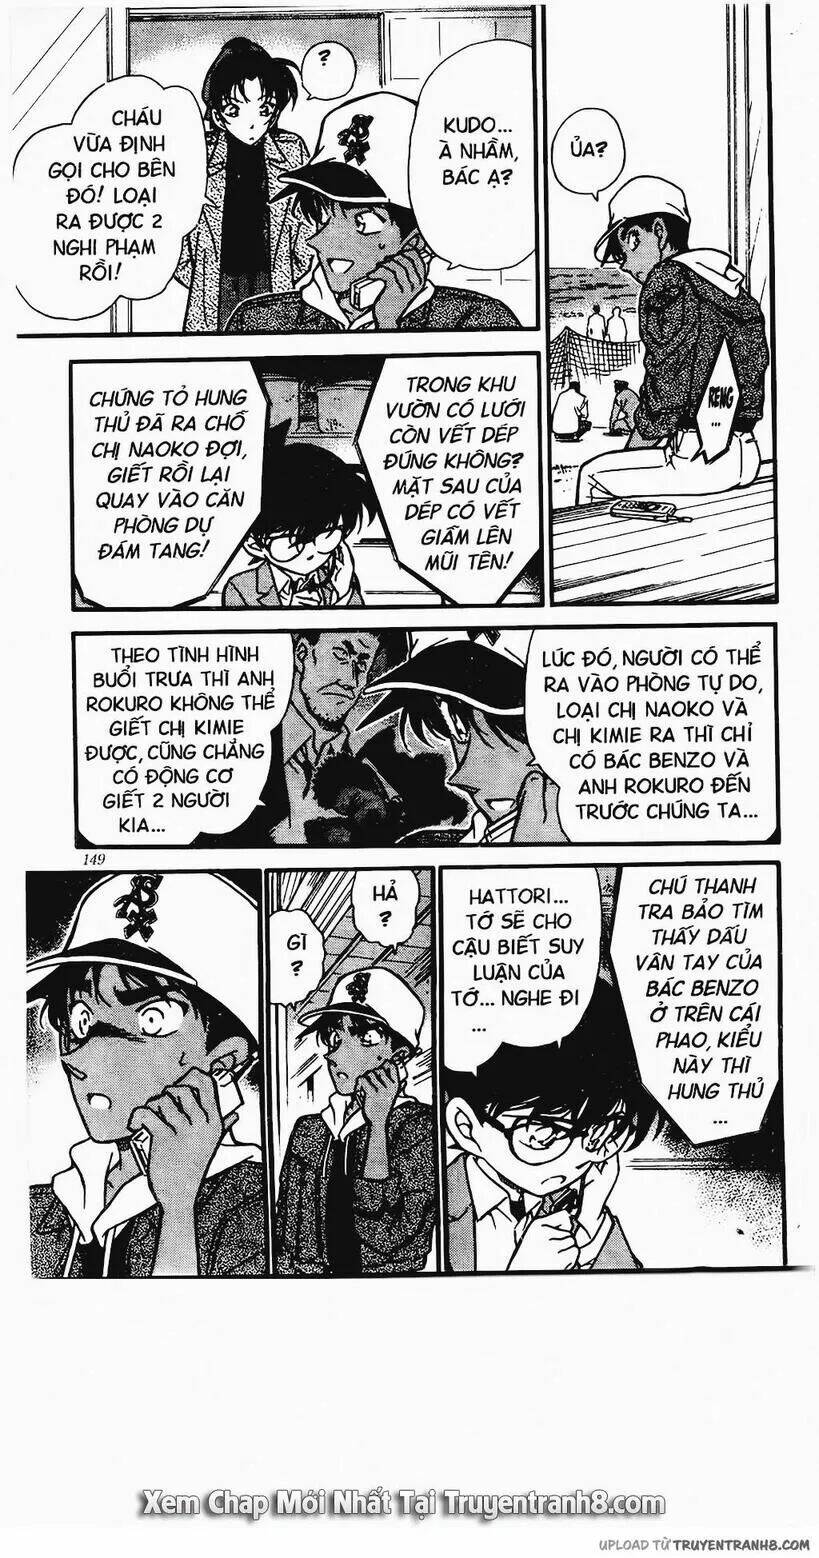 ỦA?
RENG
...
KUDO...
À NHẦM,
BÁC Ạ?
?
CHÁU
VỪA ĐỊNH
GỌI CHO BÊN
ĐÓ! LOẠI
RA ĐƯỢC 2
NGHI PHẠM
RỒI!
TRONG KHU
VƯỜN CÓ LƯỚI
CÒN VẾT DÉP
ĐÚNG KHÔNG?
MẶT SAU CỦA
DÉP CÓ VẾT
GIẪM LÊN
MŨI TÊN!
CHỨNG TỎ HUNG
THỦ ĐÃ RA CHỖ
CHỊ NAOKO ĐỢI,
GIẾT RỒI LẠI
QUAY VÀO CĂN
PHÒNG DỰ
ĐÁM TANG!
LÚC ĐÓ, NGƯỜI CÓ THỂ
RA VÀO PHÒNG TỰ DO,
LOẠI CHỊ NAOKO VÀ
CHỊ KIMIE RA THÌ CHỈ
CÓ BÁC BENZO VÀ
ANH ROKURO ĐẾN
TRƯỚC CHÚNG TA...
THEO TÌNH HÌNH
BUỔI TRƯA THÌ ANH
ROKURO KHÔNG THỂ
GIẾT CHỊ KIMIE
ĐƯỢC, CŨNG CHẲNG
CÓ ĐỘNG CƠ
GIẾT 2 NGƯỜI
KIA...
149
CHÚ THANH
TRA BẢO TÌM
THẤY DẤU
VÂN TAY CỦA
BÁC BENZO
Ở TRÊN CÁI
PHAO, KIỂU
NÀY THÌ
HUNG THỦ
...
HATTORI...
TỚ SẼ CHO
CẬU BIẾT SUY
LUẬN CỦA
TỚ... NGHE ĐI
...
HẢ
?
GÌ
?
Xem Chap Mới Nhất Tại Truyentranh8.com
UPLOAD TỪ TRUYENTRANH8.COM